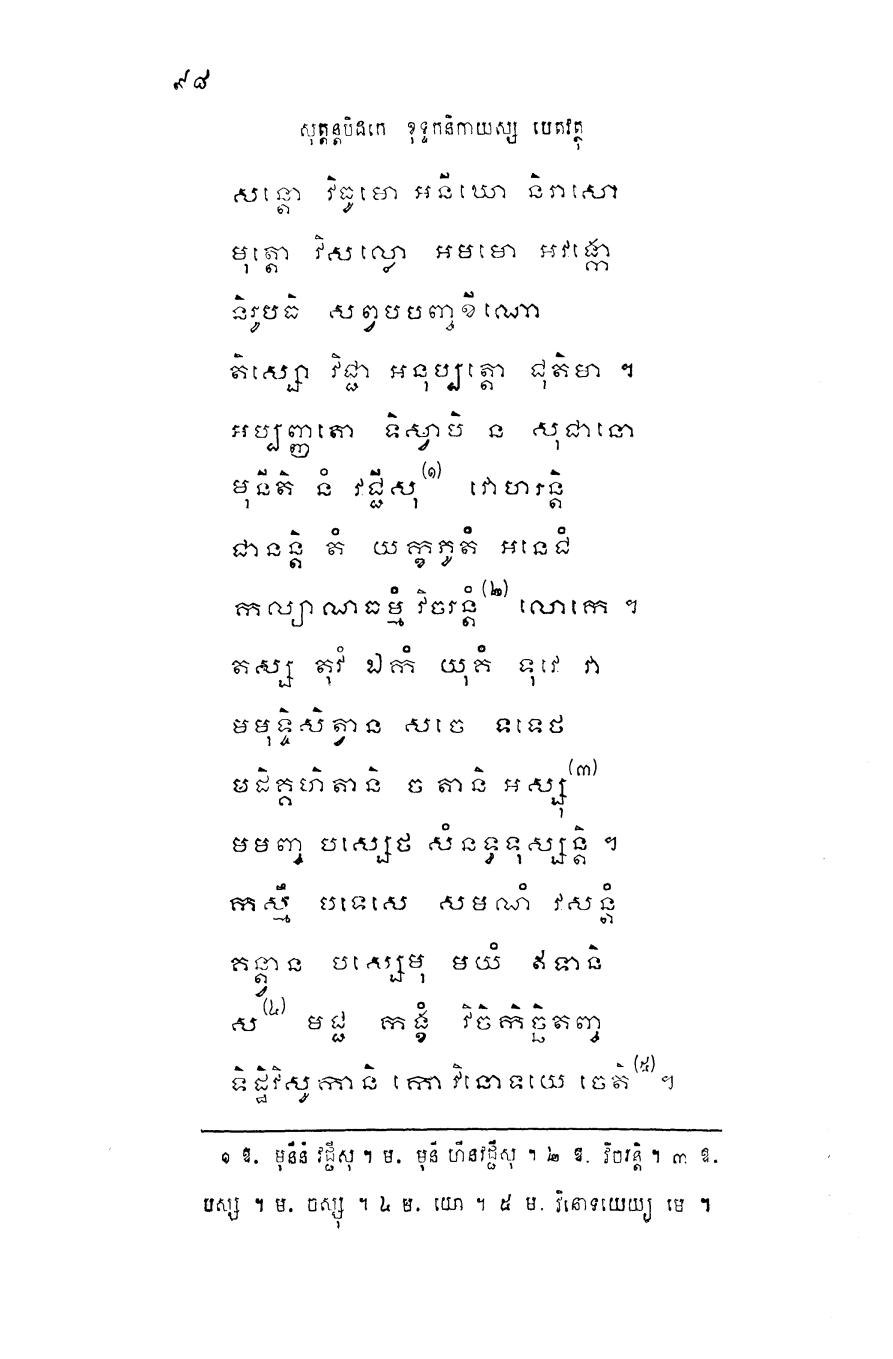 ៩៨
សុត្តន្តបិដកេ ខុទ្ទកនិកាយស្ស បេតវត្ថុ
សន្តោ វិធូមោ អនីឃោ និរាសោ
មុត្តោ វិសល្លោ អមមោ អវង្កោ
និរូបធិ សព្វបបញ្ចខីណោ
តិស្សោ វិជ្ជា អនុប្បត្តោ ជុតិមា ។
អប្បញ្ញតោ ទិស្វាបិ ន សុជានោ
មុនីតិ នំ វជ្ជីសុ(១) វោហរន្តិ
ជានន្តិ តំ យក្ខភូតំ អនេជំ
កល្យាណធម្មំ វិចរន្តំ(២) លោកេ ។
តស្ស តុវំ ឯកំ យុគំ ទុវេ វា
មមុទ្ទិសិត្វាន សចេ ទទេថ
បដិគ្គហិតានិ ច តានិ អស្សុ(៣)
មមញ្ច បស្សេថ សំនទ្ធទុស្សន្តិ ។
កស្មឹ បទេសេ សមណំ វសន្តំ
គន្ត្វាន បស្សេមុ មយំ ឥទានិ
ស(៤) មជ្ជ កង្ខំ វិចិកិច្ឆិតញ្ច
ទិដ្ឋិវិសូកានិ កោ វិនោទយេ ចេតិ(៥) ។
១ ឱ. មុនីនំ វជ្ជីសុ ។ ម. មុនី ហីនវជ្ជីសុ ។ ២ ឱ. វិចរន្តិ ។ ៣ ឱ.
បស្ស ។ ម. ចស្សុ ។ ៤ ម. យោ ។ ៥ ម. វិនោទយេយ្យ មេ ។